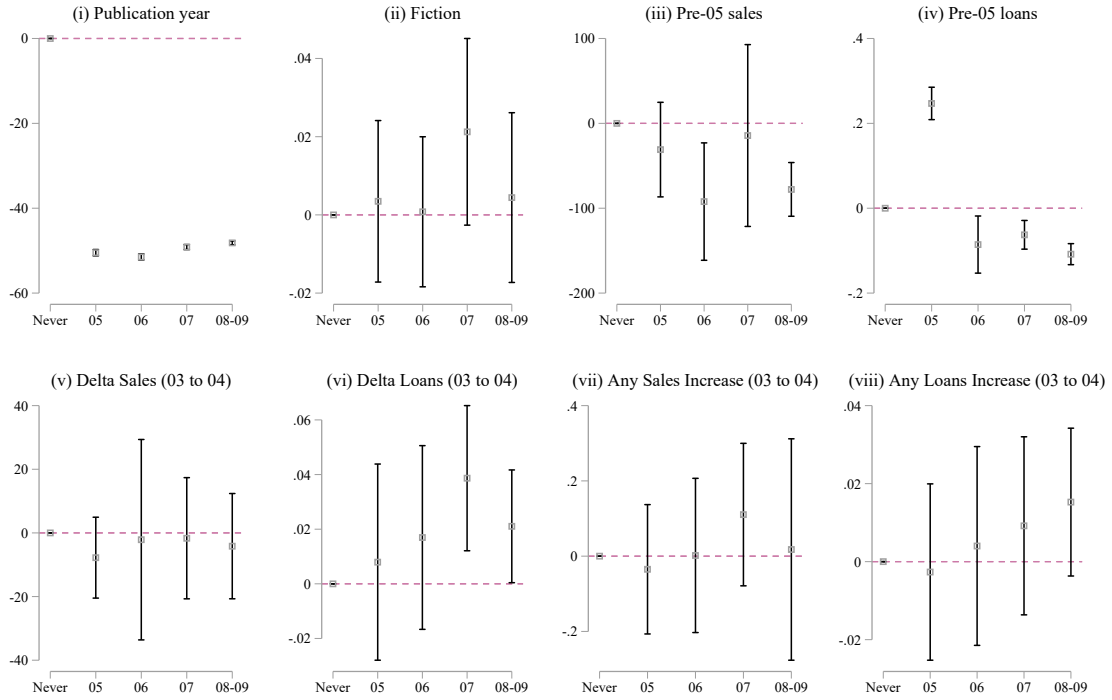 (i) Publication year
0
-20
-40
-60
Never 05 06 07 08-09
(ii) Fiction
.04
.02
0
-.02
Never 05 06 07 08-09
(iii) Pre-05 sales
100
0
-100
-200
Never 05 06 07 08-09
(iv) Pre-05 loans
.4
.2
0
-.2
Never 05 06 07 08-09
(v) Delta Sales (03 to 04)
40
20
0
-20
-40
Never 05 06 07 08-09
(vi) Delta Loans (03 to 04)
.06
.04
.02
0
-.02
Never 05 06 07 08-09
(vii) Any Sales Increase (03 to 04)
.4
.2
0
-.2
Never 05 06 07 08-09
(viii) Any Loans Increase (03 to 04)
.04
.02
0
-.02
Never 05 06 07 08-09